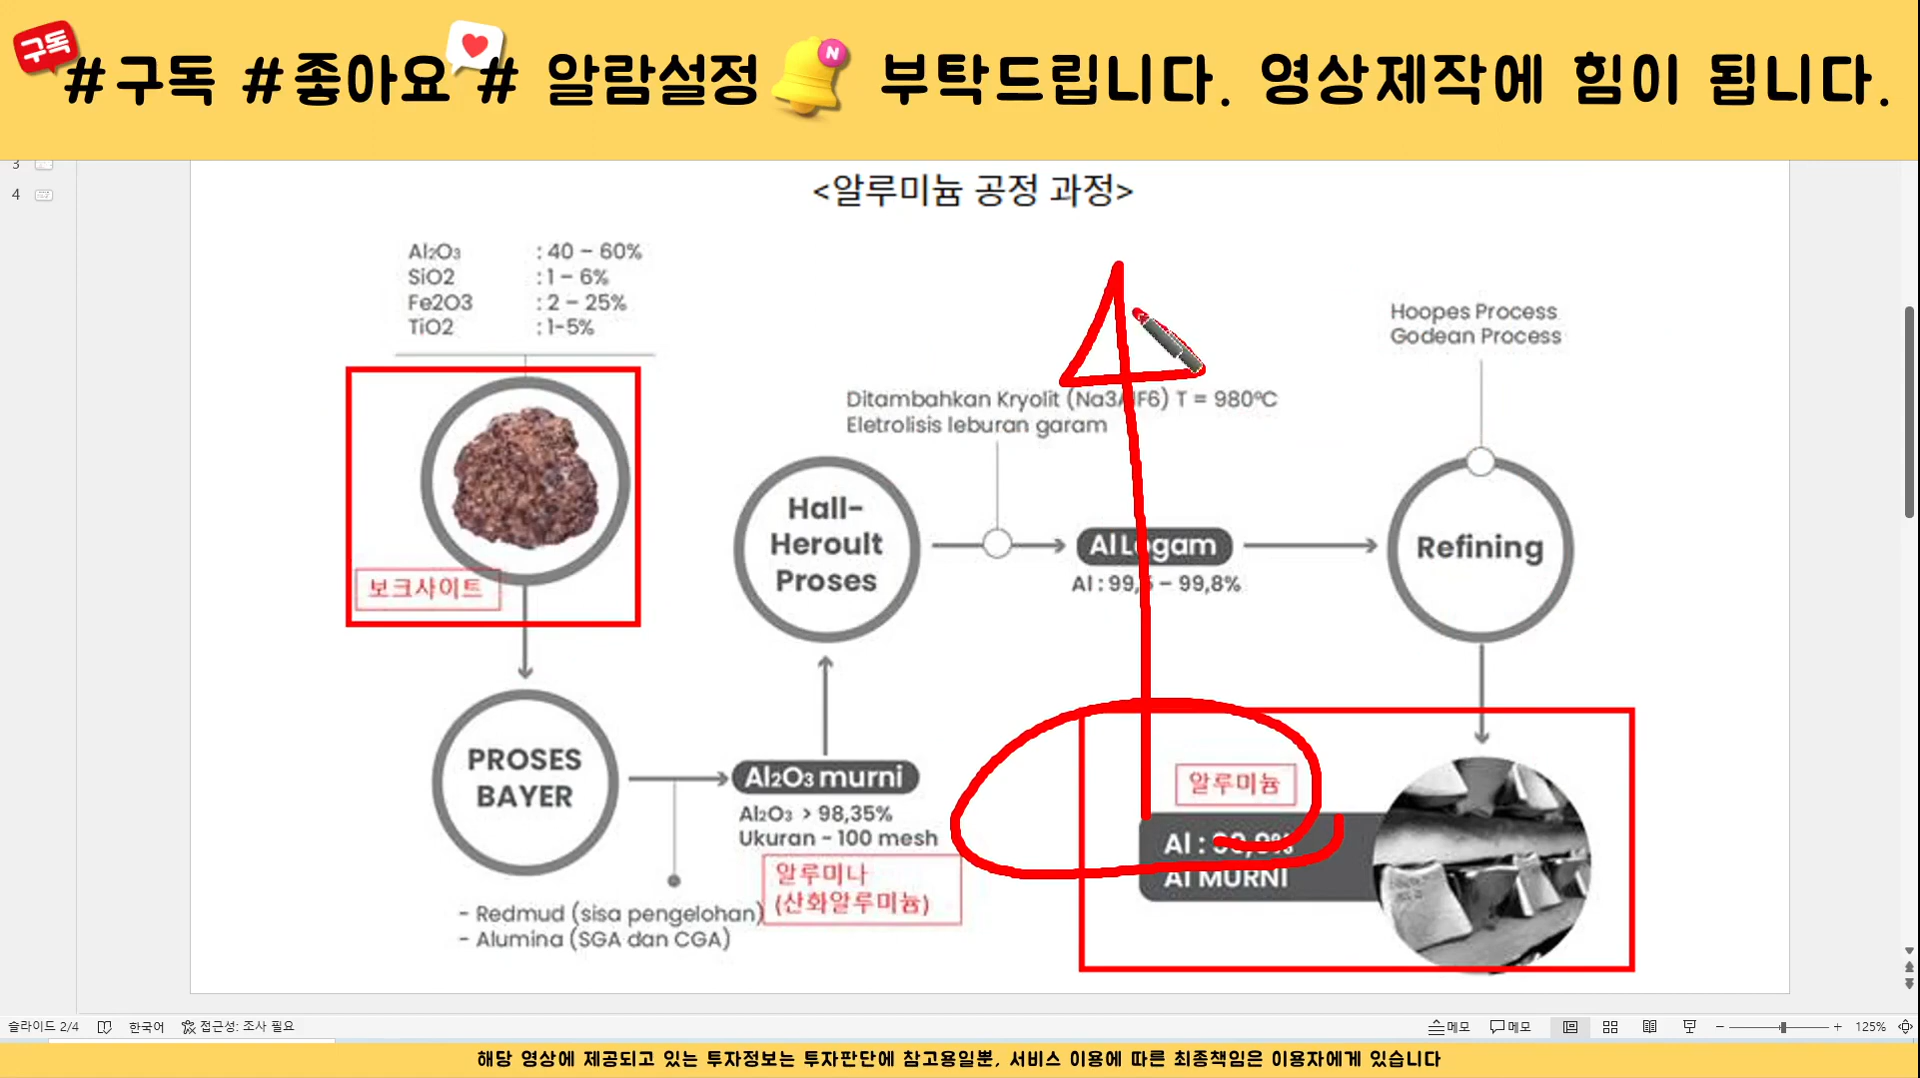 구독
#구독 #좋아요 # 알람설정 N 부탁드립니다. 영상제작에 힘이 됩니다.
3
4
<알루미늄 공정 과정>
Al2O3 : 40 – 60%
SiO2 : 1 – 6%
Fe2O3 : 2 – 25%
TiO2 : 1-5%
보크사이트
PROSES
BAYER
- Redmud (sisa pengelohan)
- Alumina (SGA dan CGA)
Al2O3 murni
Al2O3 > 98,35%
Ukuran ~ 100 mesh
알루미나
(산화알루미늄)
Hall-
Heroult
Proses
Ditambahkan Kryolit (Na3AlF6) T = 980°C
Eletrolisis leburan garam
Al Logam
Al : 99,5 – 99,8%
Hoopes Process
Godean Process
Refining
알루미늄
Al : 99,9%
Al MURNI
슬라이드 2/4 한국어 접근성: 조사 필요 메모 메모 125%
해당 영상에 제공되고 있는 투자정보는 투자판단에 참고용일뿐, 서비스 이용에 따른 최종책임은 이용자에게 있습니다